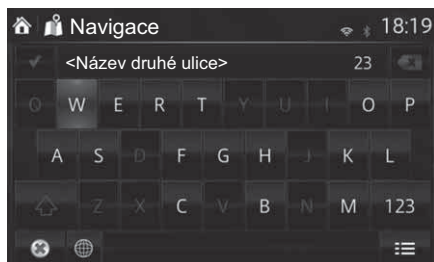 Navigace 18:19
<Název druhé ulice> 23
Q W E R T Y U I O P
A S D F G H J K L
Z X C V B N M 123